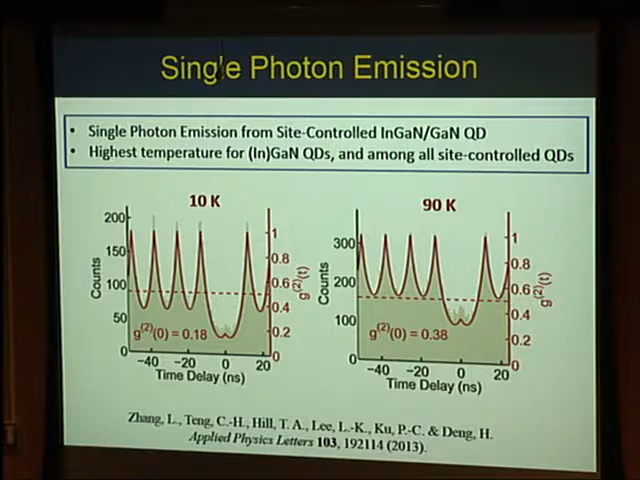 Single Photon Emission
• Single Photon Emission from Site-Controlled InGaN/GaN QD
• Highest temperature for (In)GaN QDs, and among all site-controlled QDs
10 K
200
150
100
50
0
Counts
1
0.8
0.6
0.4
0.2
0
g(2)(t)
g(2)(0) = 0.18
−40 −20 0 20
Time Delay (ns)
90 K
300
200
100
0
Counts
1
0.8
0.6
0.4
0.2
0
g(2)(t)
g(2)(0) = 0.38
−40 −20 0 20
Time Delay (ns)
Zhang, L., Teng, C.-H., Hill, T. A., Lee, L.-K., Ku, P.-C. & Deng, H.
Applied Physics Letters 103, 192114 (2013).